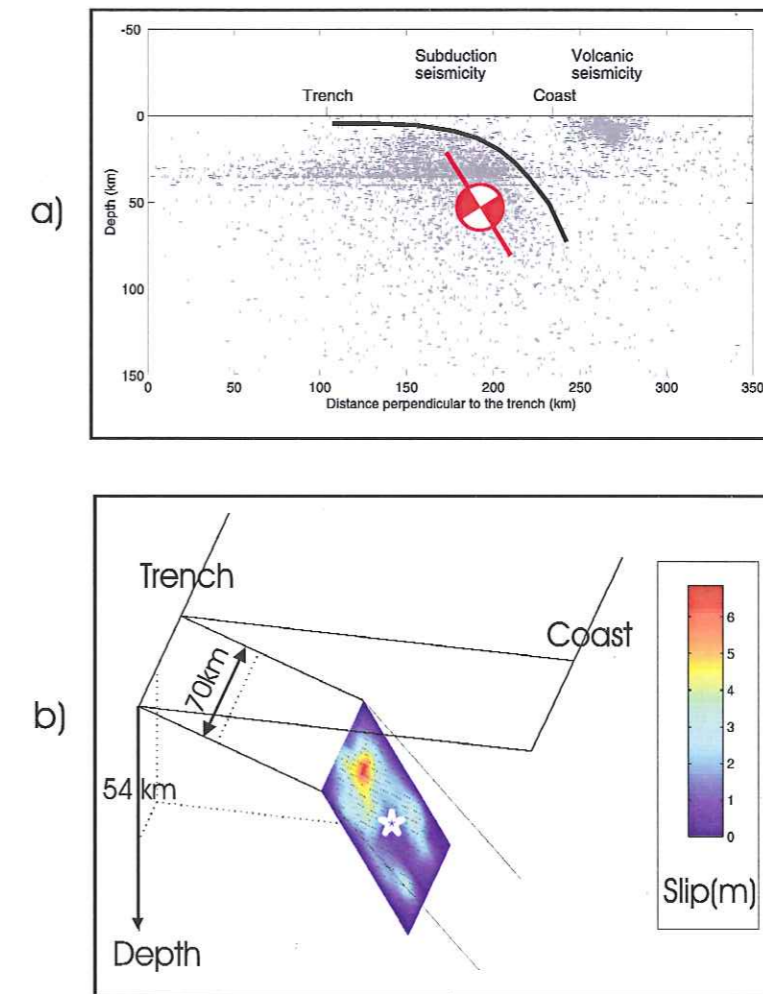 a)
-50
0
50
100
150
Depth (km)
Subduction
seismicity
Volcanic
seismicity
Trench
Coast
0
50
100
150
200
250
300
350
Distance perpendicular to the trench (km)
b)
Trench
Coast
70km
54 km
Depth
6
5
4
3
2
1
0
Slip(m)